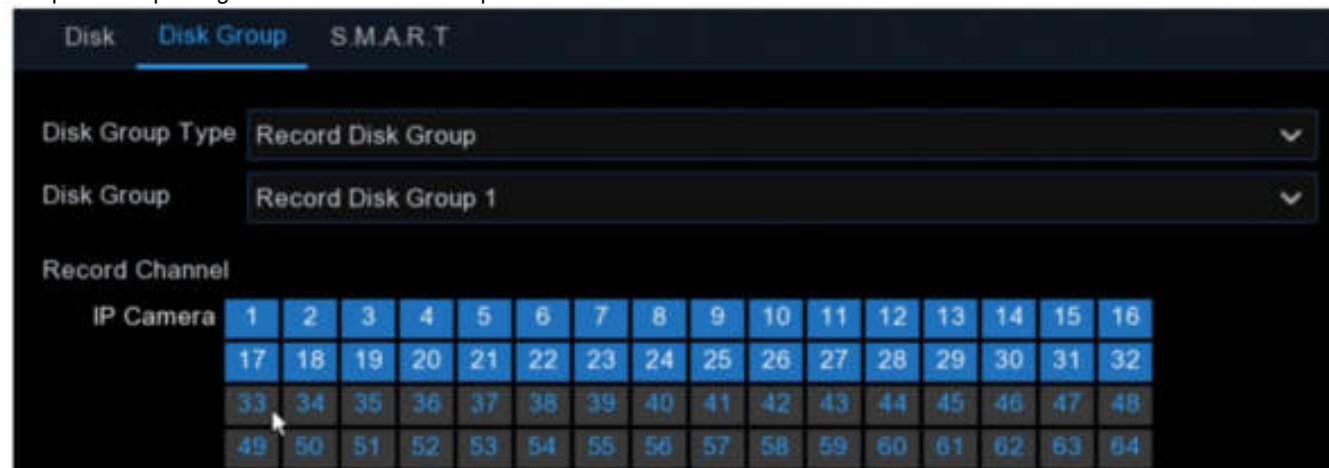 Disk Disk Group S.M.A.R.T
Disk Group Type Record Disk Group
Disk Group Record Disk Group 1
Record Channel
IP Camera 1 2 3 4 5 6 7 8 9 10 11 12 13 14 15 16
17 18 19 20 21 22 23 24 25 26 27 28 29 30 31 32
33 34 35 36 37 38 39 40 41 42 43 44 45 46 47 48
49 50 51 52 53 54 55 56 57 58 59 60 61 62 63 64